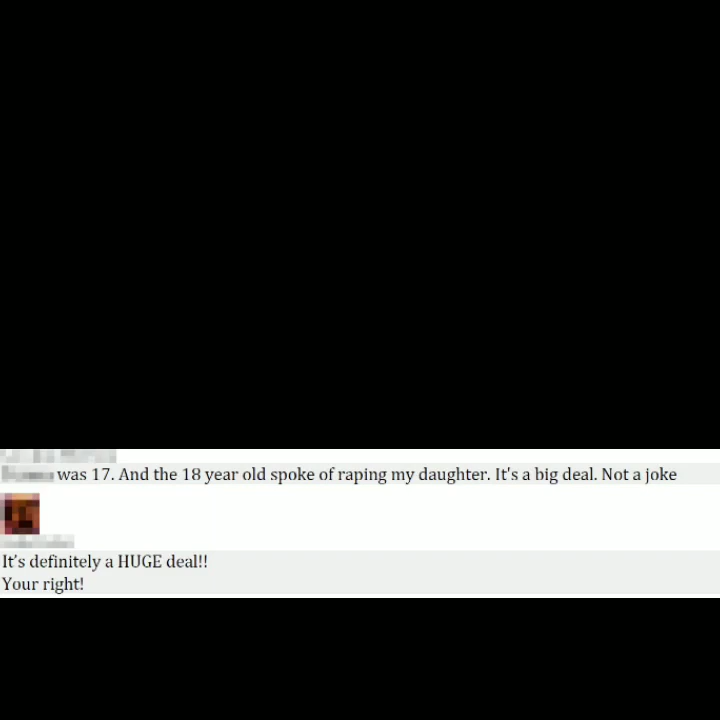 was 17. And the 18 year old spoke of raping my daughter. It's a big deal. Not a joke
It's definitely a HUGE deal!!
Your right!